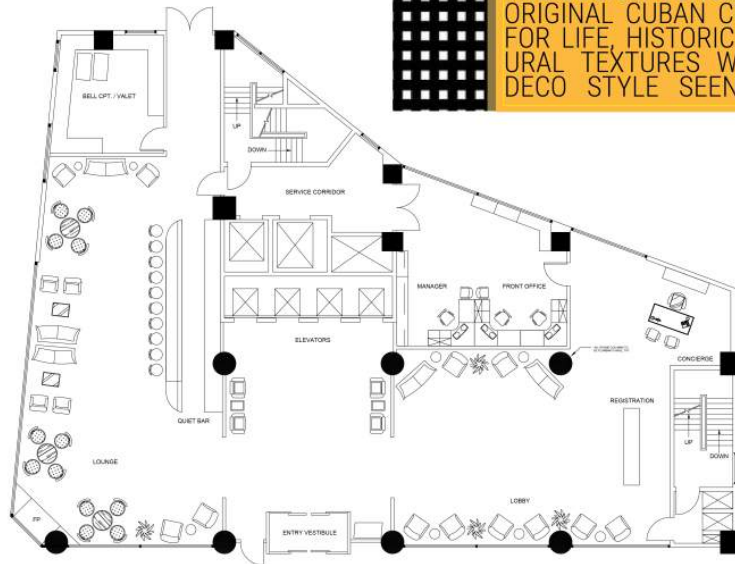 ORIGINAL CUBAN C
FOR LIFE, HISTORIC
URAL TEXTURES W
DECO STYLE SEEN
BELL CPT. / VALET
UP
DOWN
SERVICE CORRIDOR
MANAGER
FRONT OFFICE
ELEVATORS
CONCIERGE
REGISTRATION
UP
DOWN
QUIET BAR
LOUNGE
LOBBY
FP
ENTRY VESTIBULE